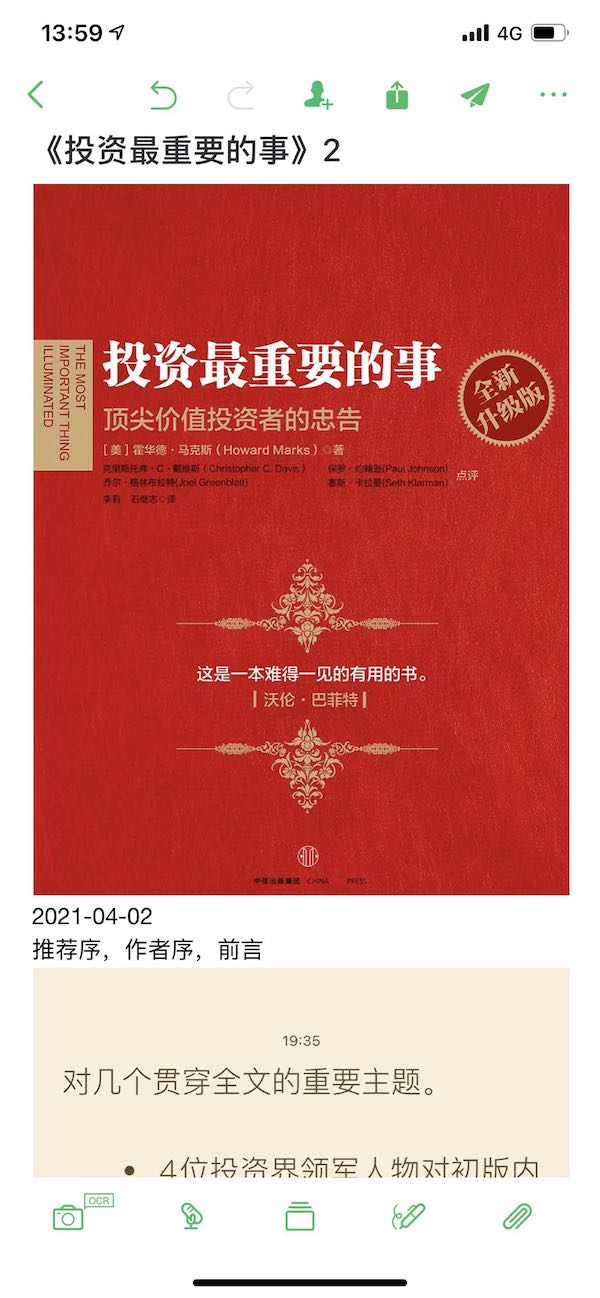 13:59
4G
《投资最重要的事》2
THE MOST
IMPORTANT THING
ILLUMINATED
投资最重要的事
全新
升级版
顶尖价值投资者的忠告
[美] 霍华德·马克斯（Howard Marks）◎著
克里斯托弗·C·戴维斯（Christopher C. Davis） 保罗·约翰逊(Paul Johnson)
乔尔·格林布拉特(Joel Greenblatt) 塞斯·卡拉曼(Seth Klarman)
点评
李莉 石继志◎译
这是一本难得一见的有用的书。
沃伦·巴菲特
中信出版集团 CHINA PRESS
2021-04-02
推荐序，作者序，前言
19:35
对几个贯穿全文的重要主题。
• 4位投资界领军人物对初版内
OCR